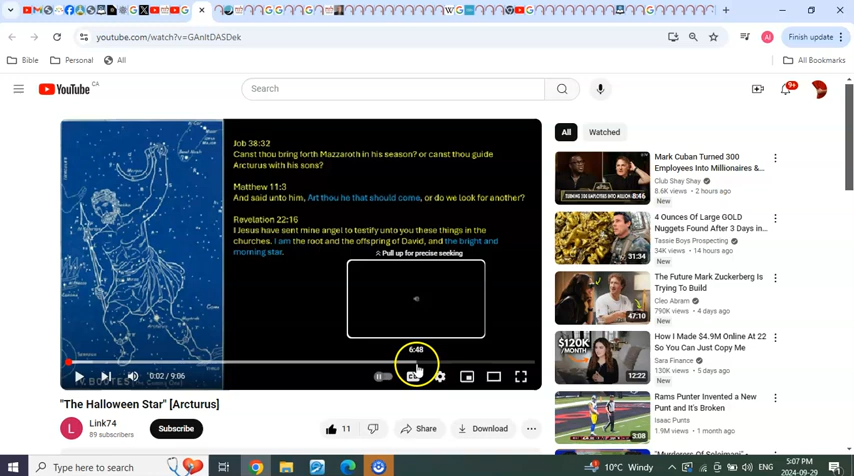 youtube.com/watch?v=GAnItDASDek
Finish update
Bible
Personal
All
All Bookmarks
YouTube CA
Search
9+
Job 38:32
Canst thou bring forth Mazzaroth in his season? or canst thou guide
Arcturus with his sons?
Matthew 11:3
And said unto him, Art thou he that should come, or do we look for another?
Revelation 22:16
I Jesus have sent mine angel to testify unto you these things in the
churches. I am the root and the offspring of David, and the bright and
morning star.
Pull up for precise seeking
6:48
0:02 / 9:06
"The Halloween Star" [Arcturus]
L
Link74
89 subscribers
Subscribe
11
Share
Download
All
Watched
Mark Cuban Turned 300
Employees Into Millionaires &...
Club Shay Shay
8.6K views • 2 hours ago
New
8:46
4 Ounces Of Large GOLD
Nuggets Found After 3 Days in...
Tassie Boys Prospecting
34K views • 14 hours ago
New
31:34
The Future Mark Zuckerberg Is
Trying To Build
Cleo Abram
790K views • 4 days ago
New
47:10
$120K
/MONTH
How I Made $4.9M Online At 22
So You Can Just Copy Me
Sara Finance
130K views • 5 days ago
New
12:22
Rams Punter Invented a New
Punt and It's Broken
Isaac Punts
1.9M views • 1 month ago
3:08
Type here to search
10°C Windy
5:07 PM
2024-09-29